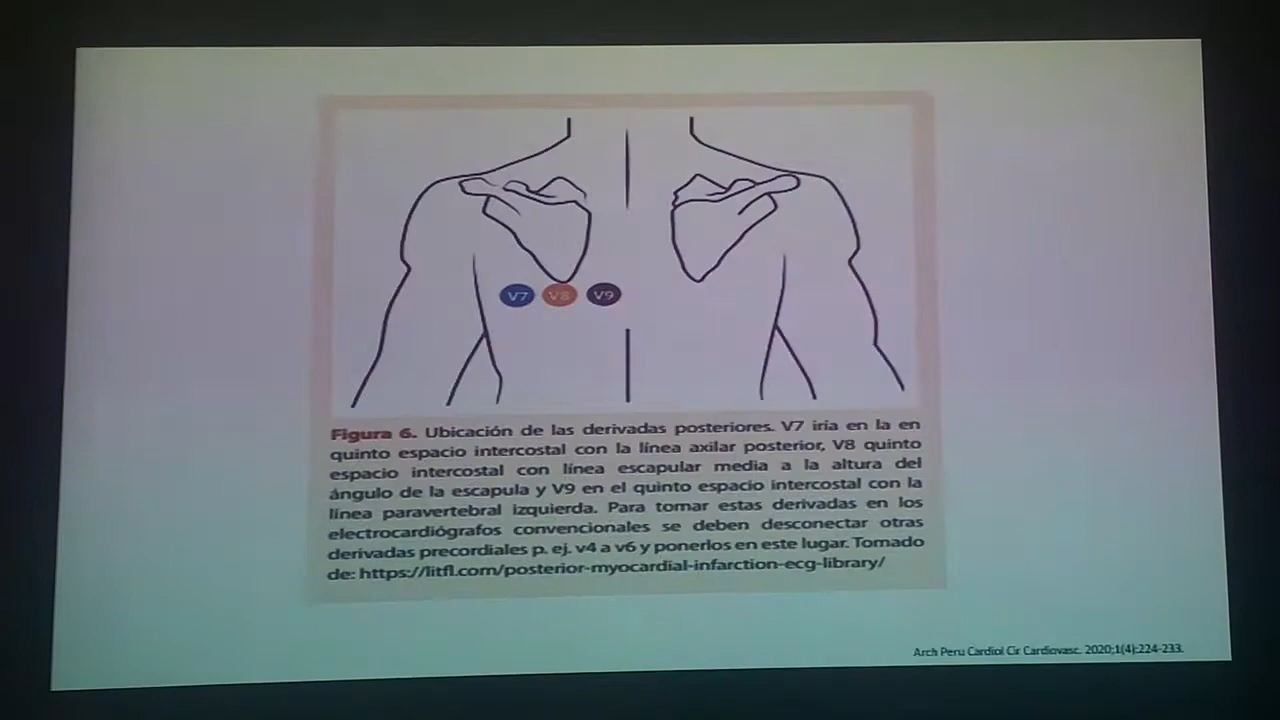 V7 V8 V9
Figura 6. Ubicación de las derivadas posteriores. V7 iria en la en
quinto espacio intercostal con la línea axilar posterior, V8 quinto
espacio intercostal con línea escapular media a la altura del
ángulo de la escapula y V9 en el quinto espacio intercostal con la
línea paravertebral izquierda. Para tomar estas derivadas en los
electrocardiógrafos convencionales se deben desconectar otras
derivadas precordiales p. ej. v4 a v6 y ponerlos en este lugar. Tomado
de: https://litfl.com/posterior-myocardial-infarction-ecg-library/
Arch Peru Cardiol Cir Cardiovasc. 2020;1(4):224-233.